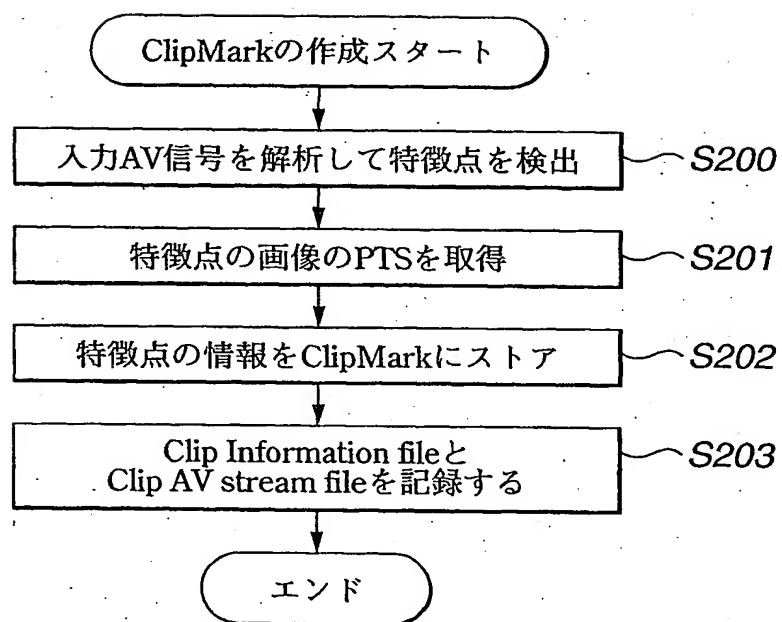 ClipMarkの作成スタート
入力AV信号を解析して特徴点を検出
S200
特徴点の画像のPTSを取得
S201
特徴点の情報をClipMarkにストア
S202
Clip Information fileと
Clip AV stream fileを記録する
S203
エンド